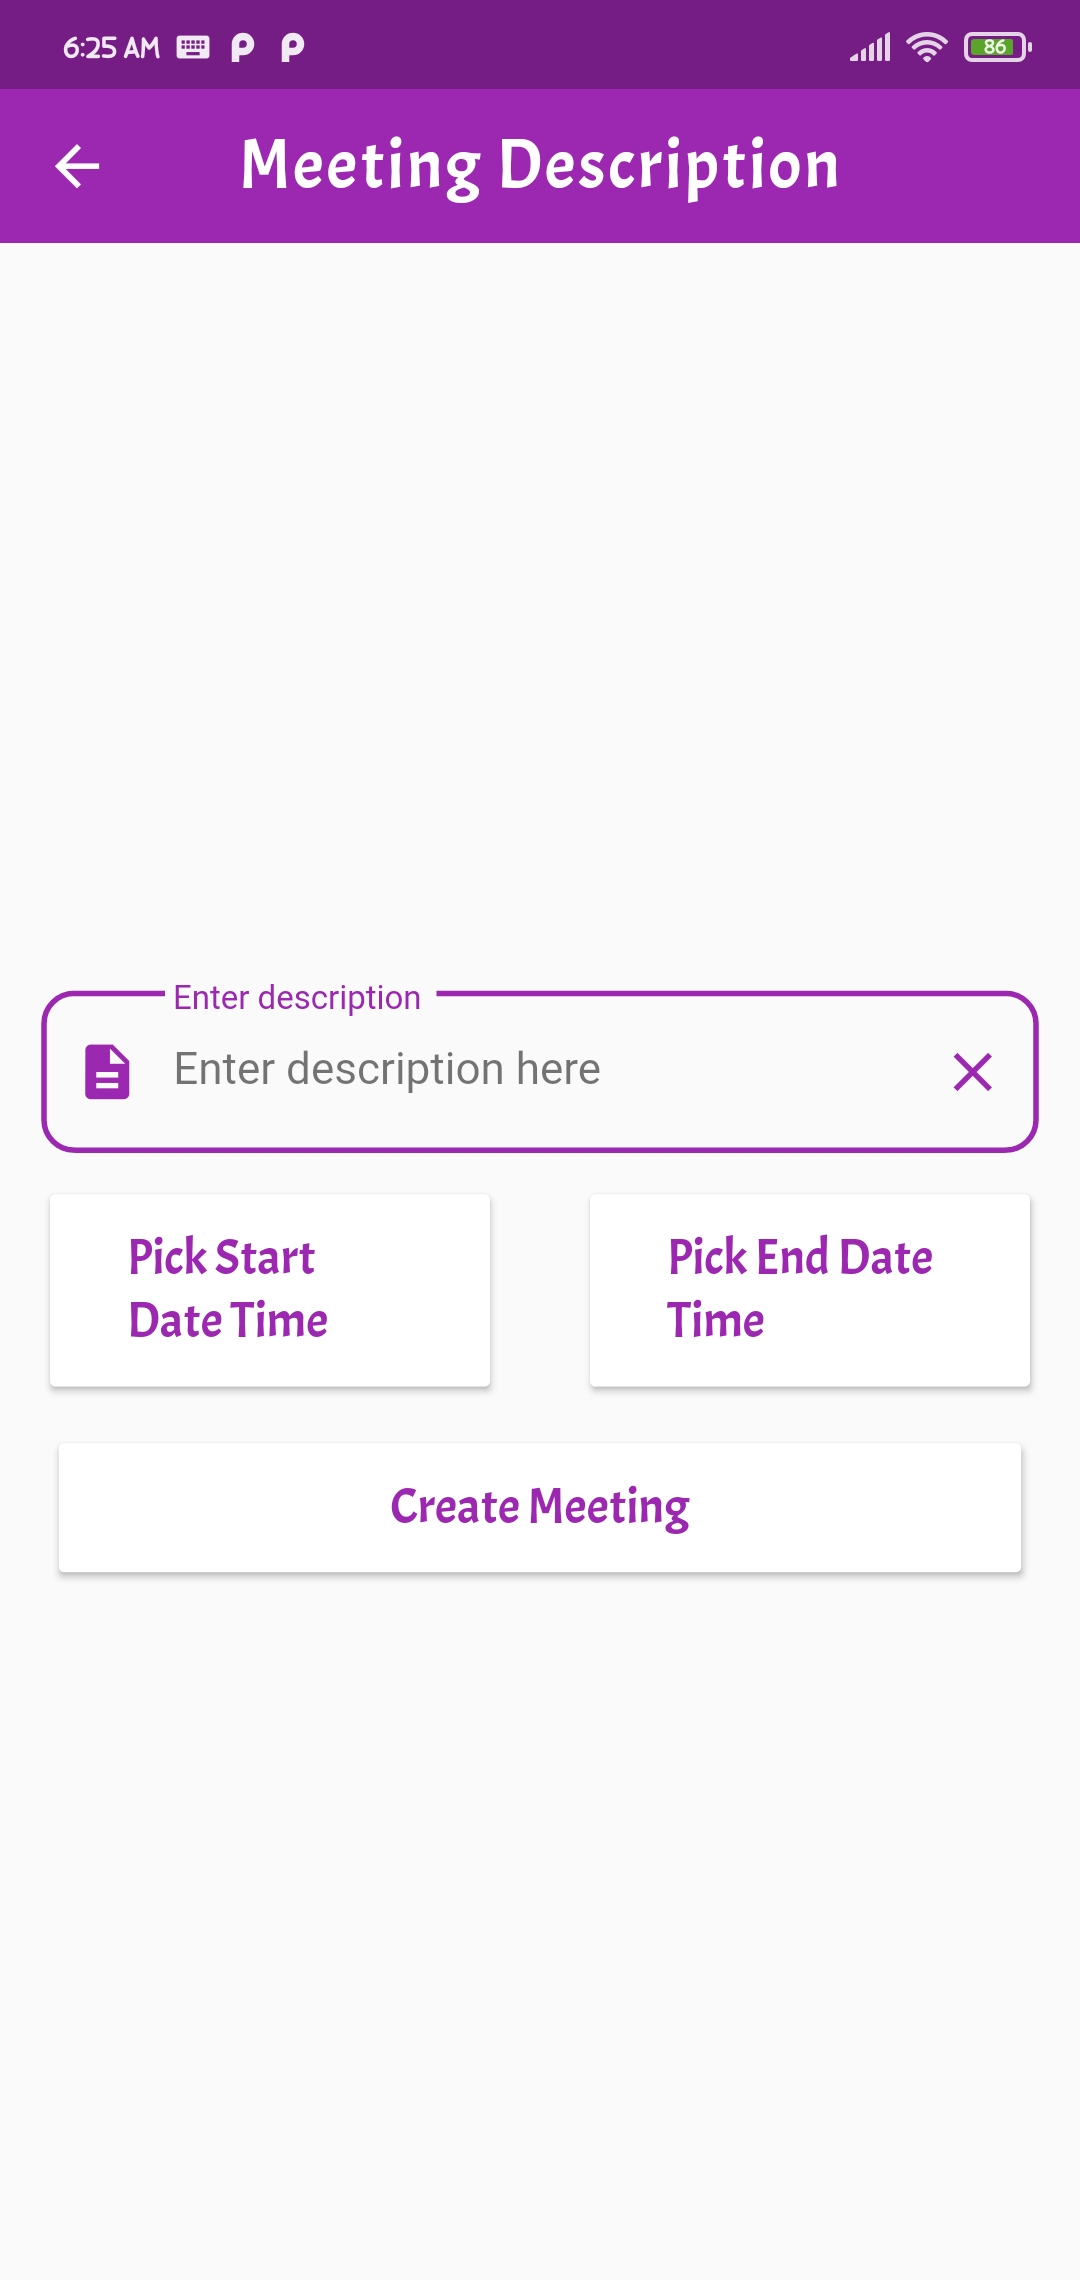 6:25 AM
86
Meeting Description
Enter description
Enter description here
Pick Start
Date Time
Pick End Date
Time
Create Meeting